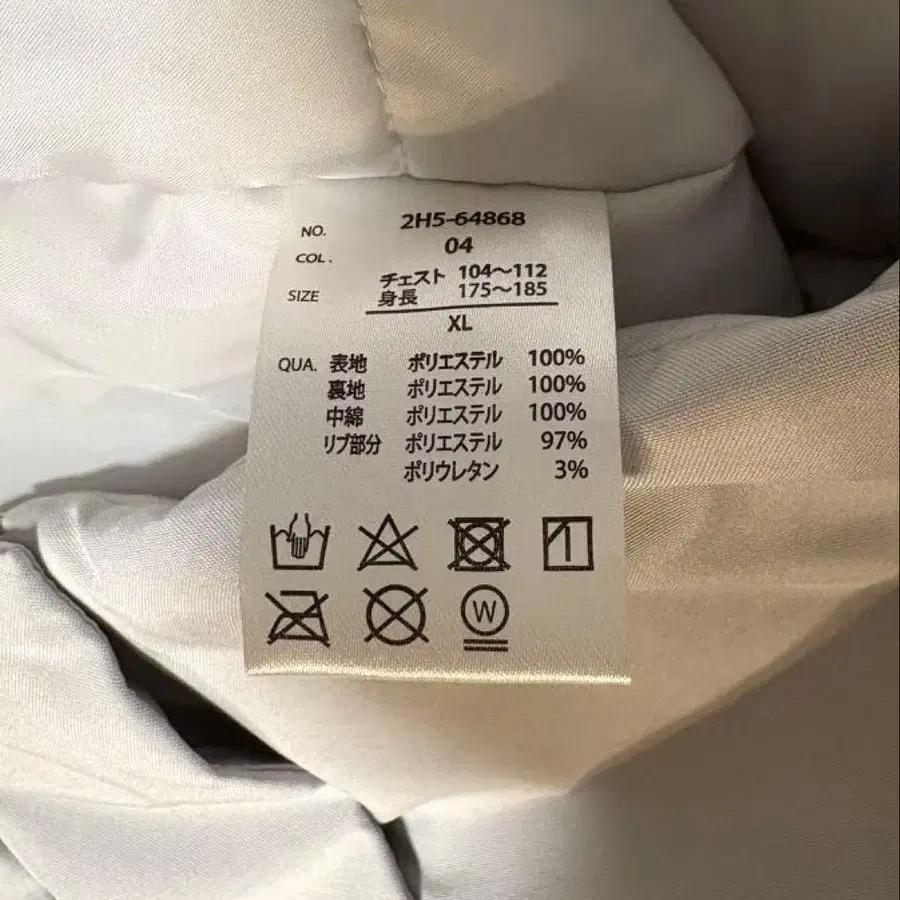 NO. 2H5-64868
COL. 04
SIZE チェスト 104〜112
身長 175〜185
XL
QUA. 表地 ポリエステル 100%
裏地 ポリエステル 100%
中綿 ポリエステル 100%
リブ部分 ポリエステル 97%
ポリウレタン 3%
W